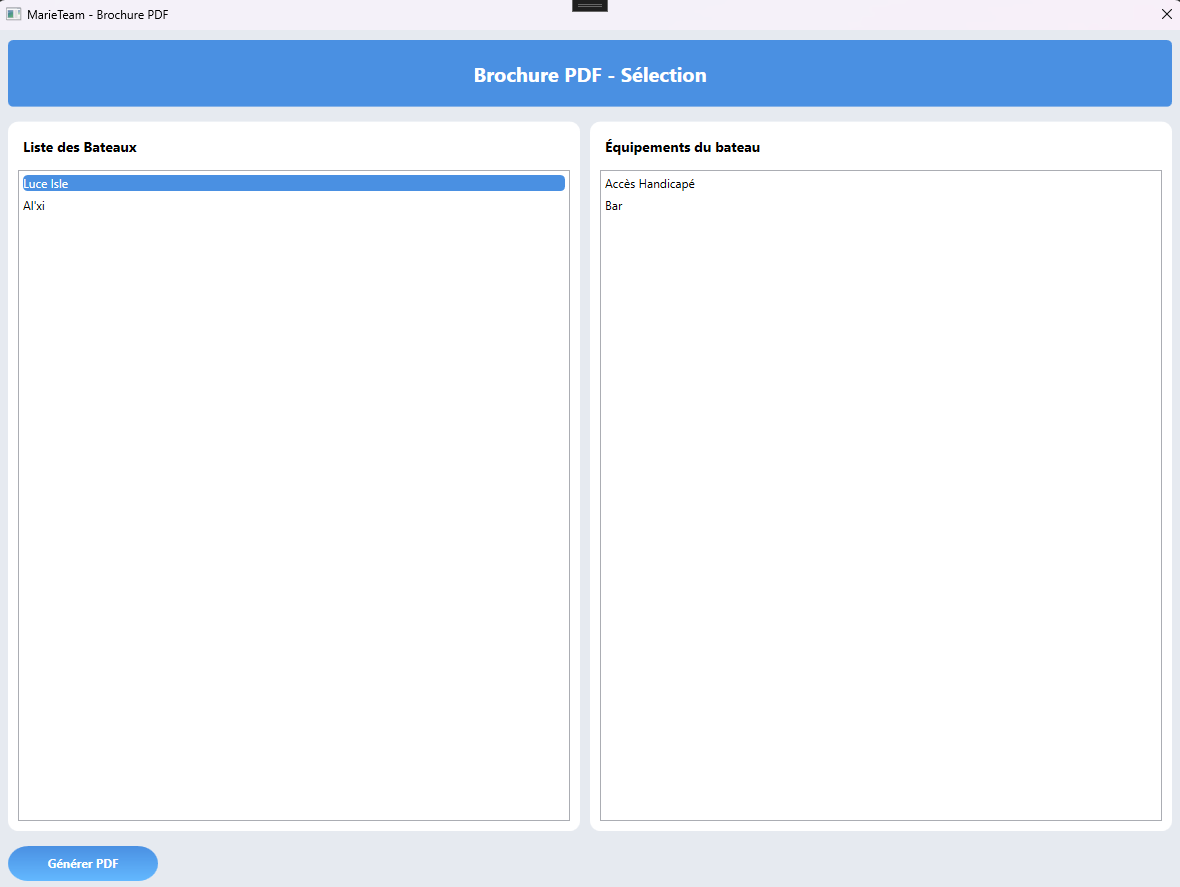 MarieTeam - Brochure PDF
Brochure PDF - Sélection
Liste des Bateaux
Luce Isle
Al'xi
Équipements du bateau
Accès Handicapé
Bar
Générer PDF